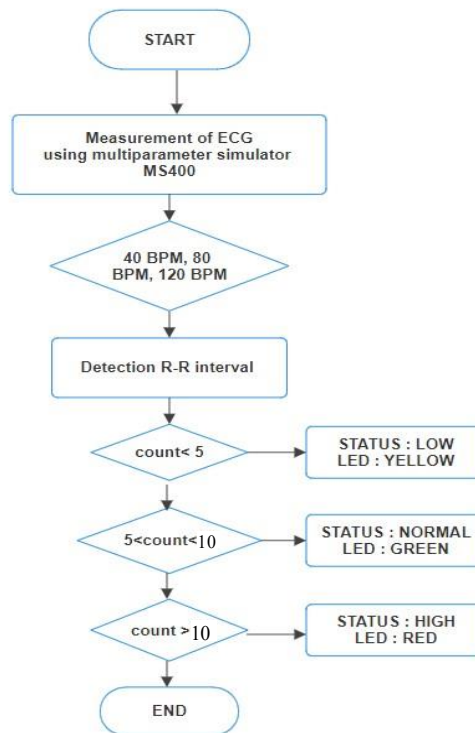 START
Measurement of ECG
using multiparameter simulator
MS400
40 BPM, 80
BPM, 120 BPM
Detection R-R interval
count< 5
STATUS : LOW
LED : YELLOW
5<count<10
STATUS : NORMAL
LED : GREEN
count >10
STATUS : HIGH
LED : RED
END